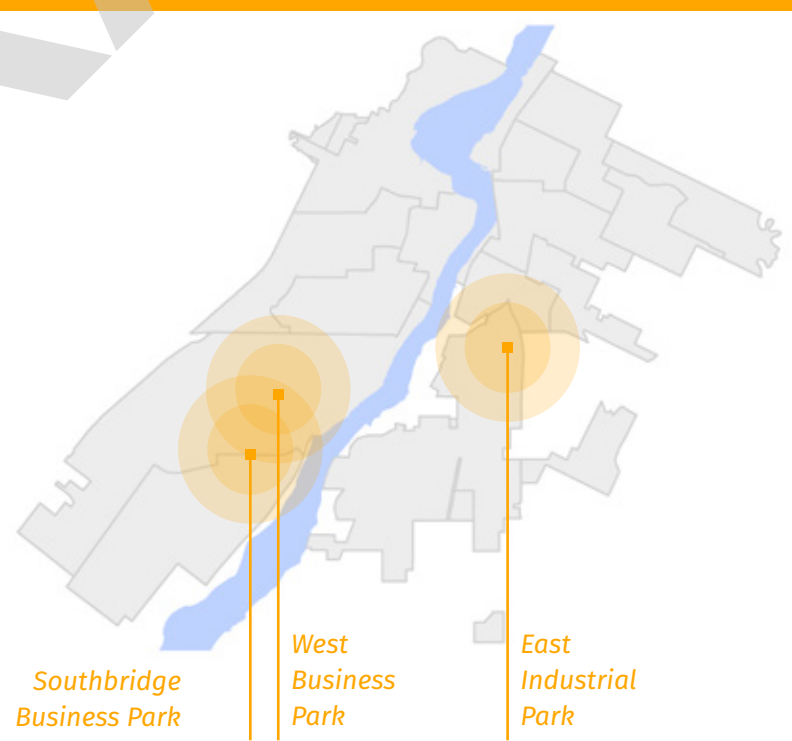 Southbridge
Business Park
West
Business
Park
East
Industrial
Park